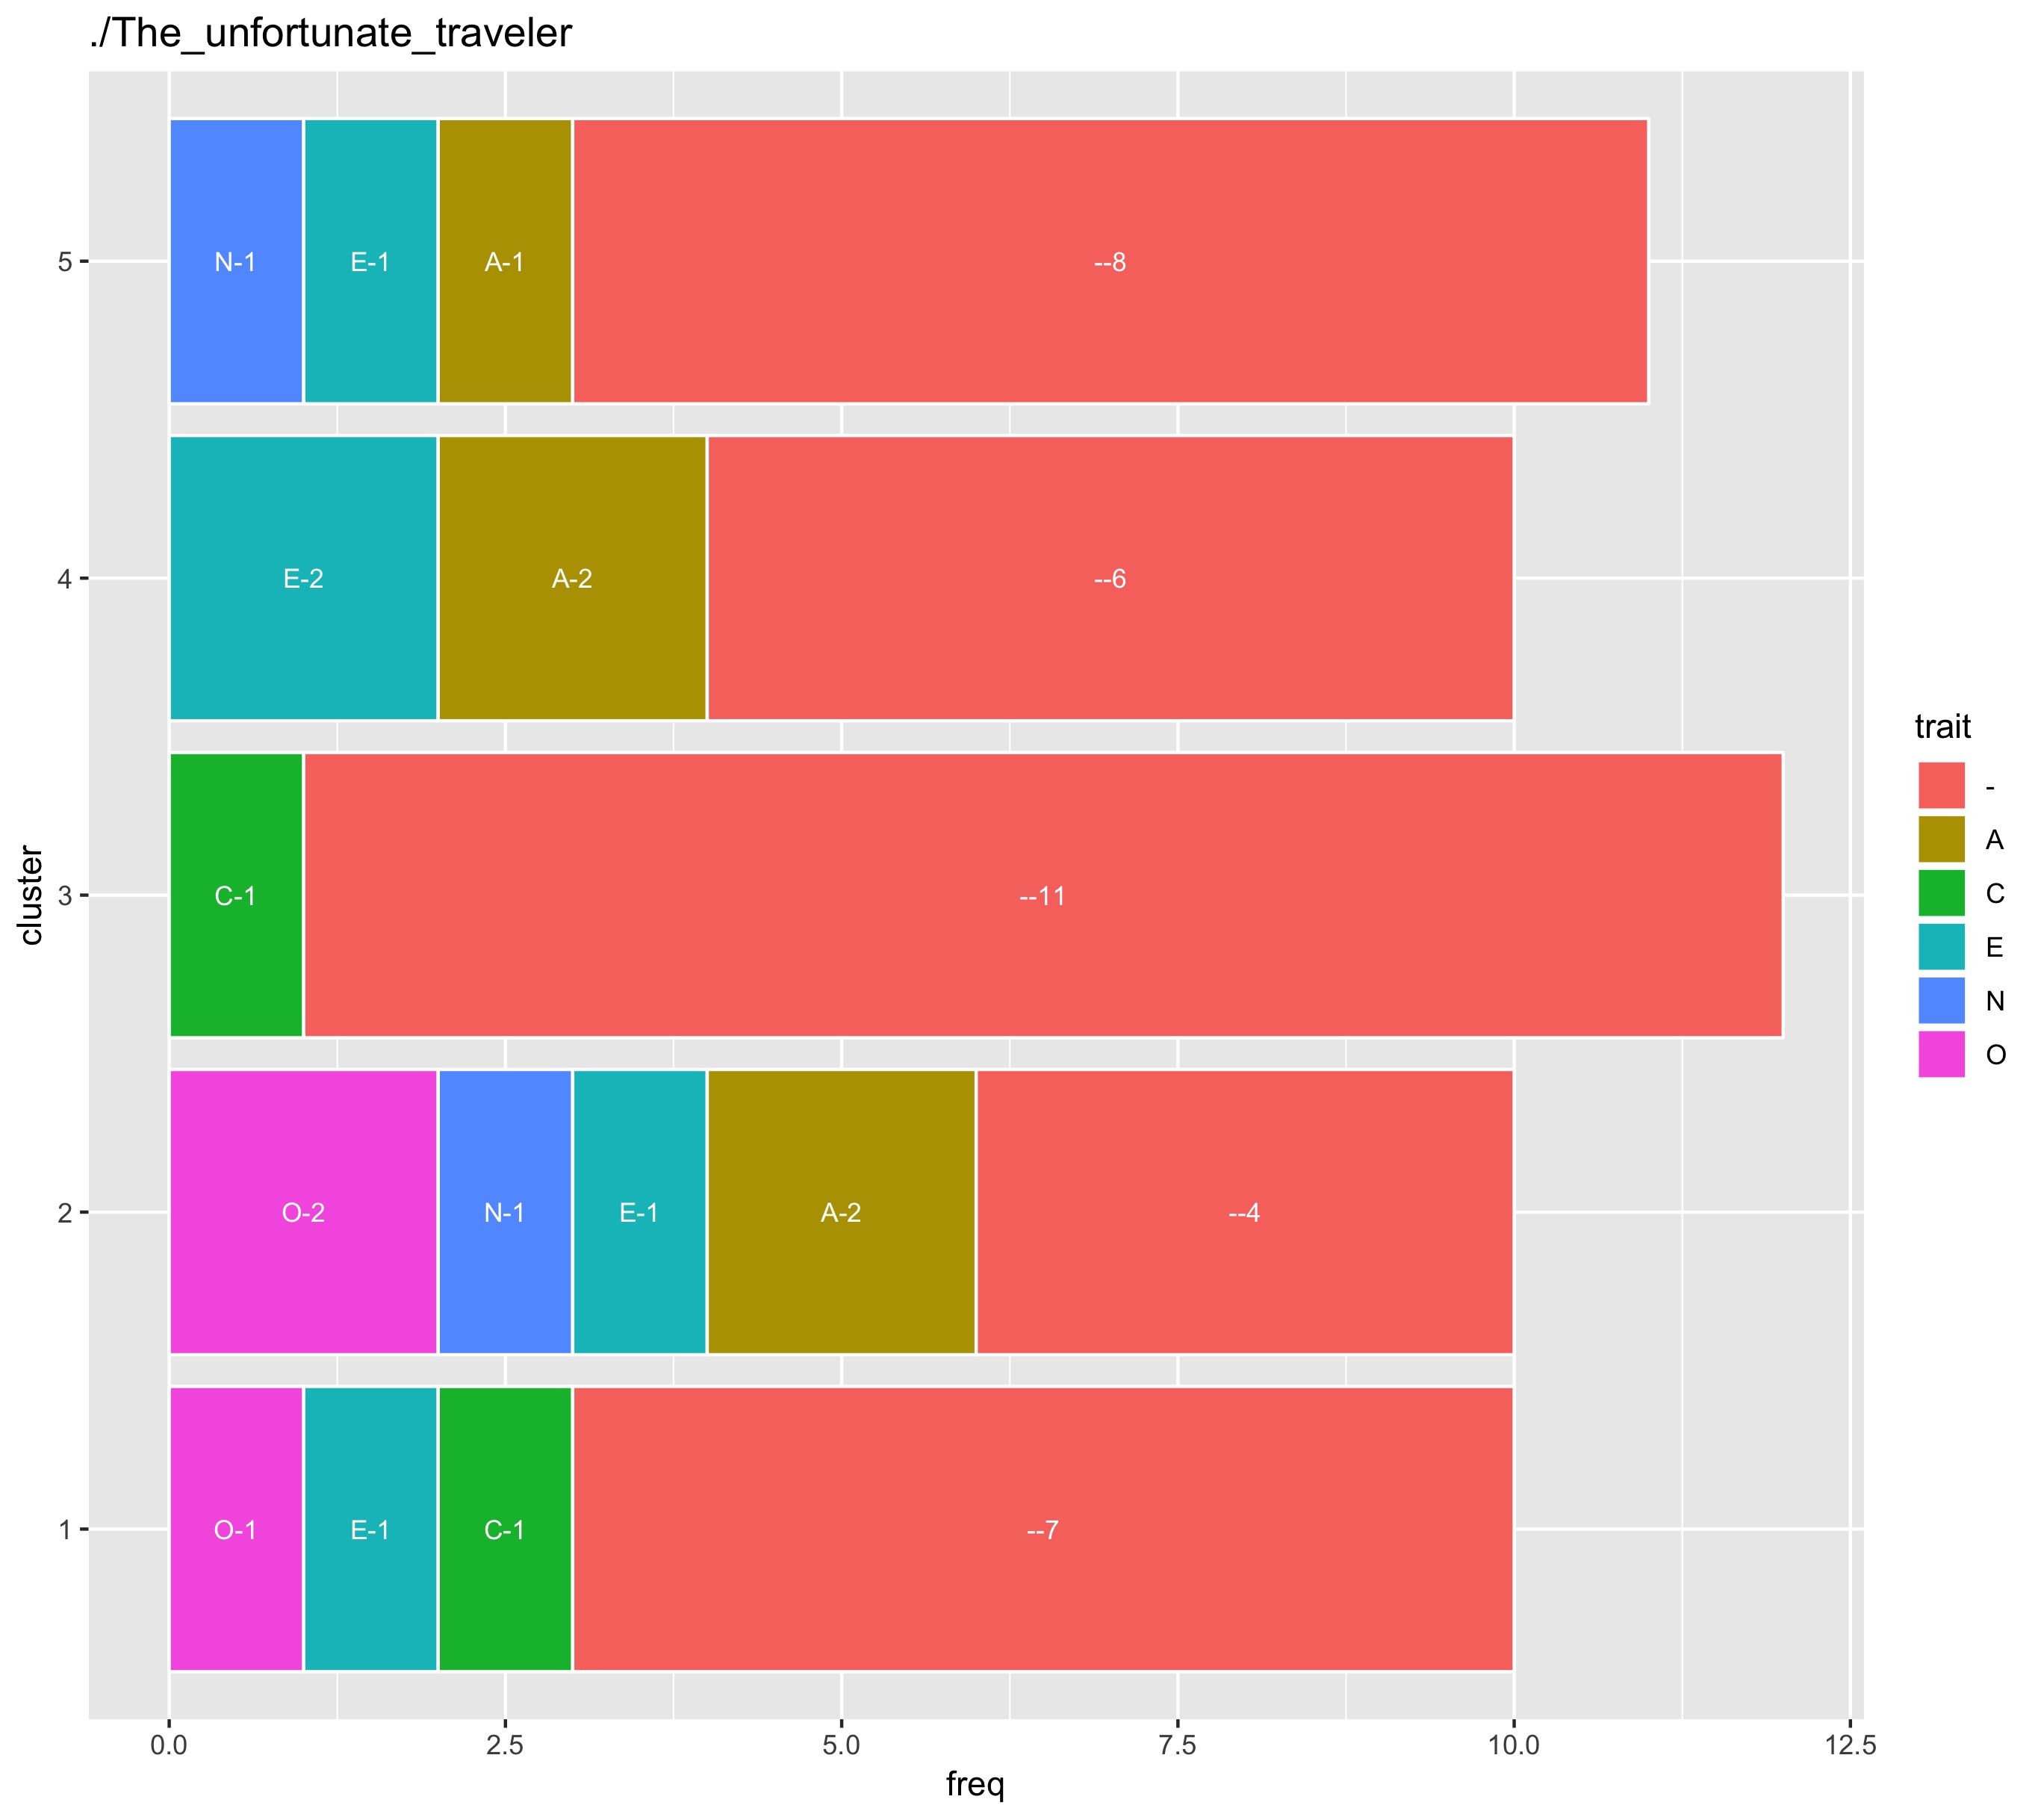 ./The_unfortunate_traveler
5
N-1 E-1 A-1 --8
4
E-2 A-2 --6
3
C-1 --11
2
O-2 N-1 E-1 A-2 --4
1
O-1 E-1 C-1 --7
cluster
0.0 2.5 5.0 7.5 10.0 12.5
freq
trait
-
A
C
E
N
O